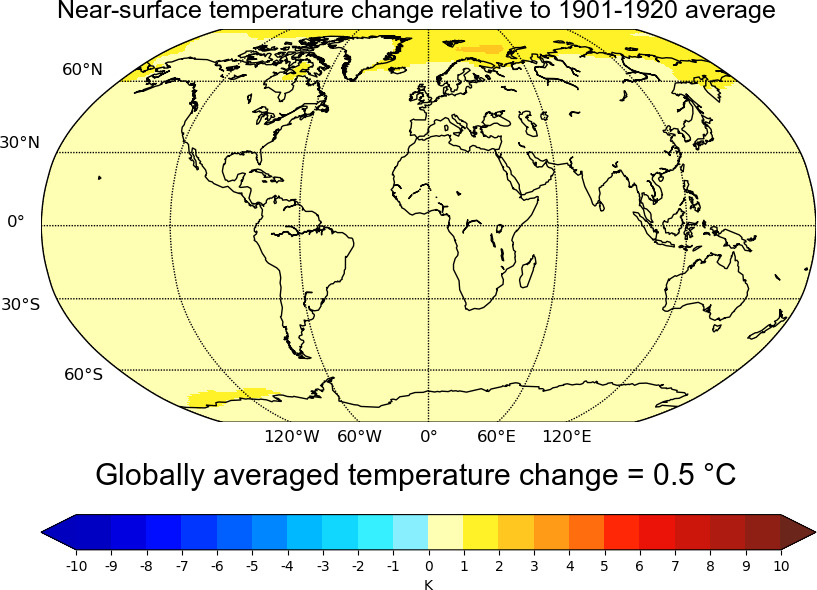 Near-surface temperature change relative to 1901-1920 average
60°N
30°N
0°
30°S
60°S
120°W 60°W 0° 60°E 120°E
Globally averaged temperature change = 0.5 °C
-10 -9 -8 -7 -6 -5 -4 -3 -2 -1 0 1 2 3 4 5 6 7 8 9 10
K